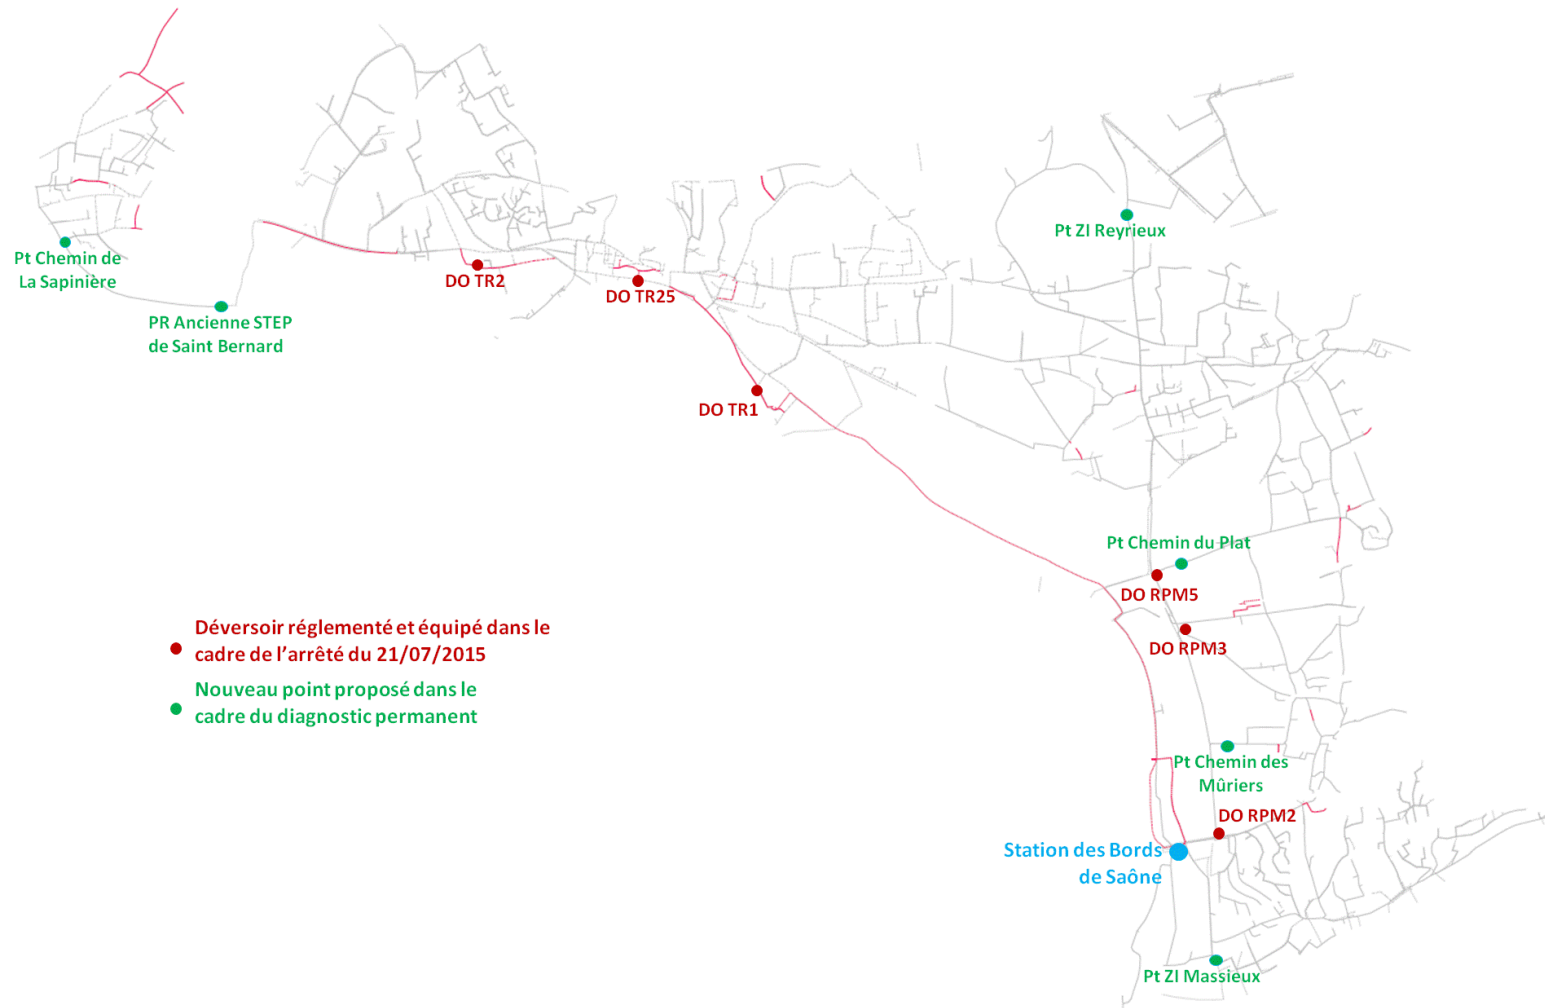 Pt ZI Reyrieux
Pt Chemin de
La Sapinière
DO TR2
DO TR25
PR Ancienne STEP
de Saint Bernard
DO TR1
Pt Chemin du Plat
DO RPM5
Déversoir réglementé et équipé dans le
cadre de l'arrêté du 21/07/2015
DO RPM3
Nouveau point proposé dans le
cadre du diagnostic permanent
Pt Chemin des
Mûriers
DO RPM2
Station des Bords
de Saône
Pt ZI Massieux